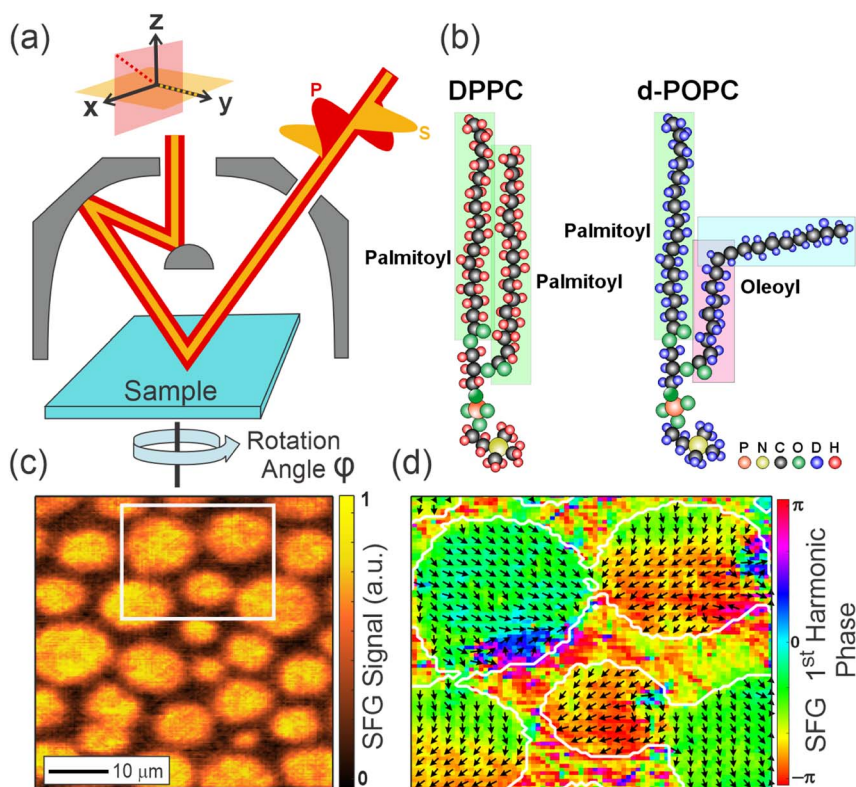 (a)
z
x
y
P
S
Sample
Rotation
Angle φ
(b)
DPPC
d-POPC
Palmitoyl
Palmitoyl
Palmitoyl
Oleoyl
P N C O D H
(c)
1
SFG Signal (a.u.)
0
10 μm
(d)
π
0
−π
SFG 1st Harmonic
Phase